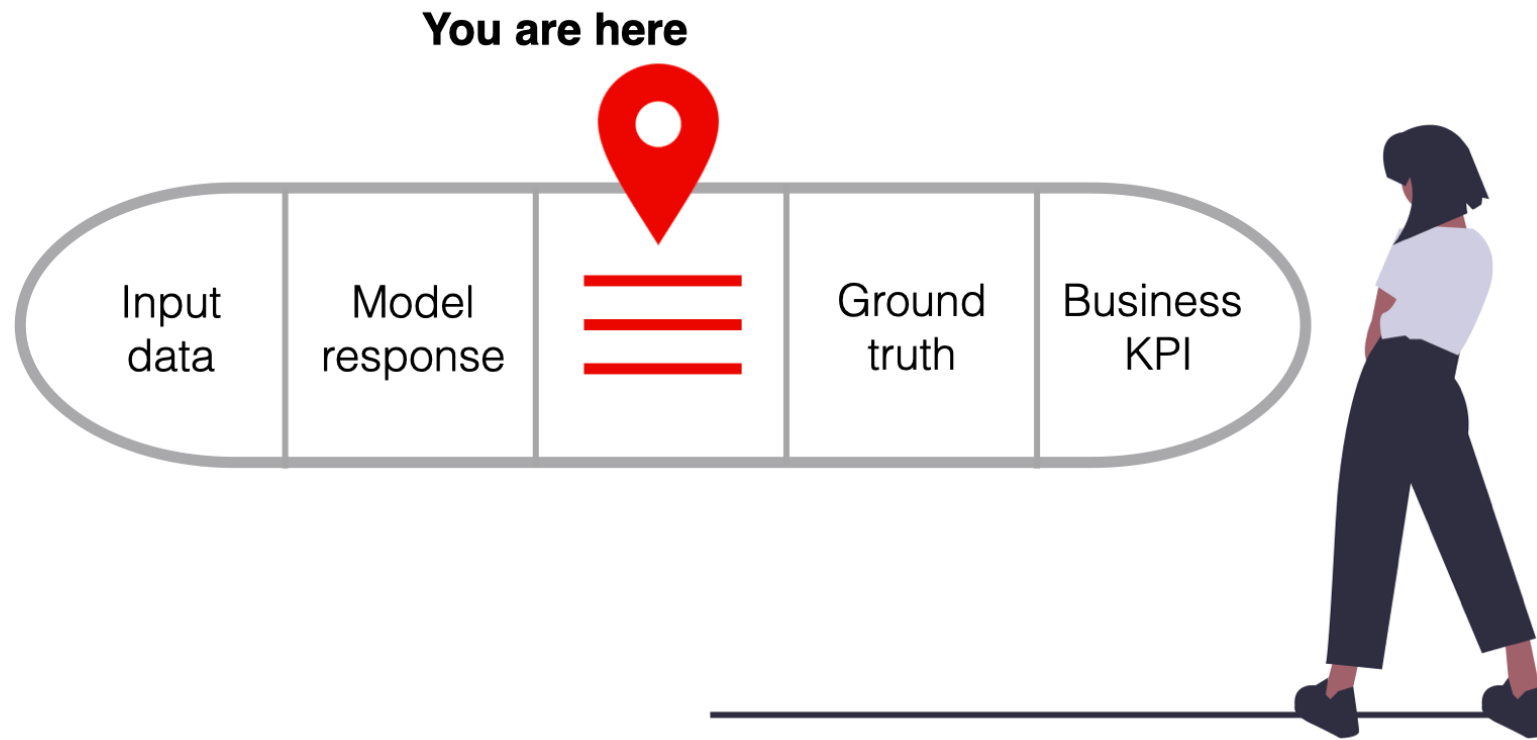 You are here
Input
data
Model
response
Ground
truth
Business
KPI